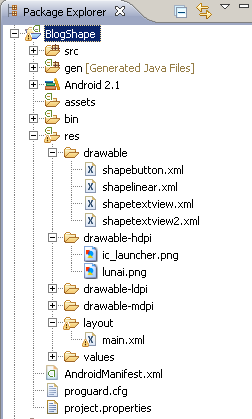 Package Explorer
BlogShape
src
gen [Generated Java Files]
Android 2.1
assets
bin
res
drawable
shapebutton.xml
shapelinear.xml
shapetextview.xml
shapetextview2.xml
drawable-hdpi
ic_launcher.png
lunai.png
drawable-ldpi
drawable-mdpi
layout
main.xml
values
AndroidManifest.xml
proguard.cfg
project.properties